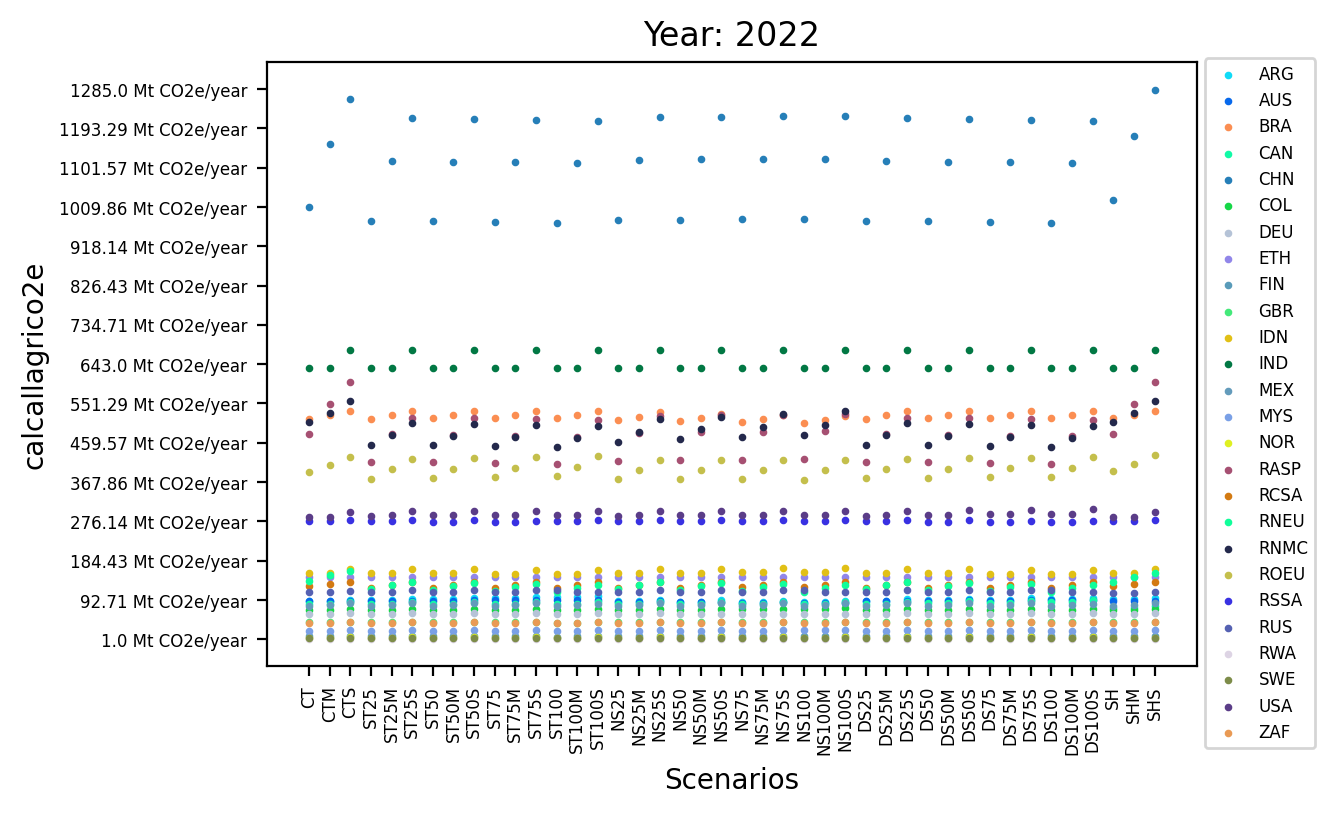 Year: 2022
calcallagrico2e
1285.0 Mt CO2e/year
1193.29 Mt CO2e/year
1101.57 Mt CO2e/year
1009.86 Mt CO2e/year
918.14 Mt CO2e/year
826.43 Mt CO2e/year
734.71 Mt CO2e/year
643.0 Mt CO2e/year
551.29 Mt CO2e/year
459.57 Mt CO2e/year
367.86 Mt CO2e/year
276.14 Mt CO2e/year
184.43 Mt CO2e/year
92.71 Mt CO2e/year
1.0 Mt CO2e/year
CT
CTM
CTS
ST25
ST25M
ST25S
ST50
ST50M
ST50S
ST75
ST75M
ST75S
ST100
ST100M
ST100S
NS25
NS25M
NS25S
NS50
NS50M
NS50S
NS75
NS75M
NS75S
NS100
NS100M
NS100S
DS25
DS25M
DS25S
DS50
DS50M
DS50S
DS75
DS75M
DS75S
DS100
DS100M
DS100S
SH
SHM
SHS
Scenarios
ARG
AUS
BRA
CAN
CHN
COL
DEU
ETH
FIN
GBR
IDN
IND
MEX
MYS
NOR
RASP
RCSA
RNEU
RNMC
ROEU
RSSA
RUS
RWA
SWE
USA
ZAF